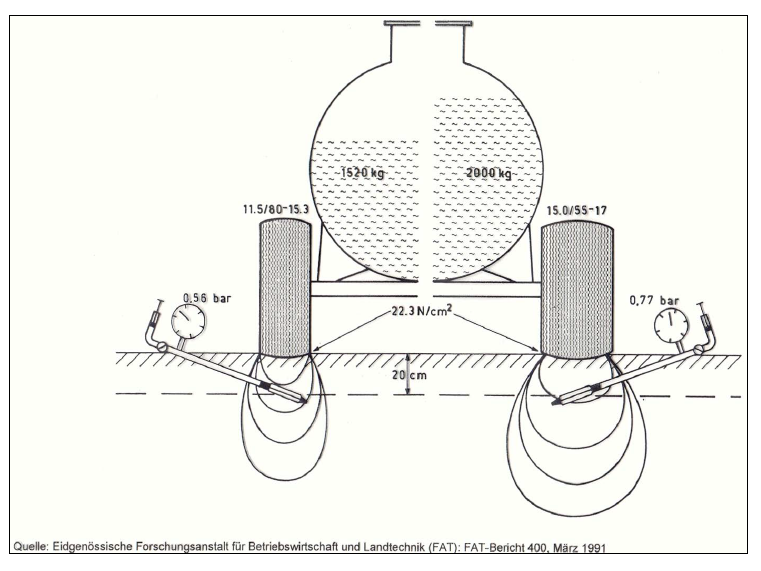 1520 kg
2000 kg
11.5/80-15.3
15.0/55-17
0,56 bar
0,77 bar
22.3 N/cm²
20 cm
Quelle: Eidgenössische Forschungsanstalt für Betriebswirtschaft und Landtechnik (FAT): FAT-Bericht 400, März 1991